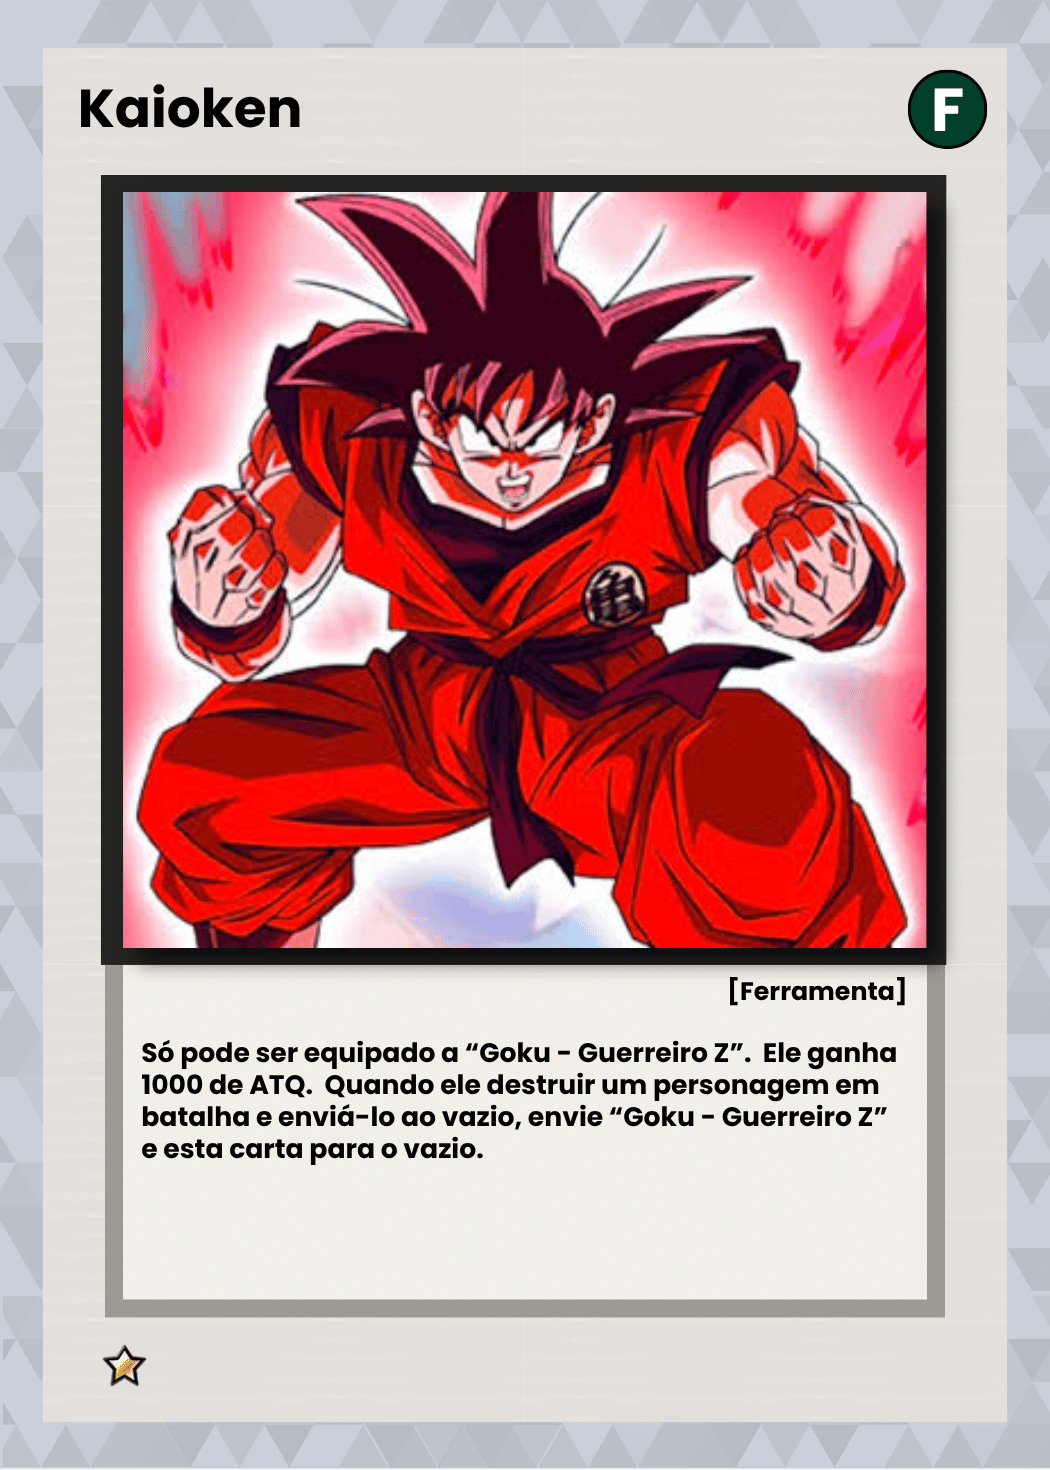 Kaioken
F
亀
[Ferramenta]
Só pode ser equipado a “Goku - Guerreiro Z”.  Ele ganha
1000 de ATQ.  Quando ele destruir um personagem em
batalha e enviá-lo ao vazio, envie “Goku - Guerreiro Z”
e esta carta para o vazio.